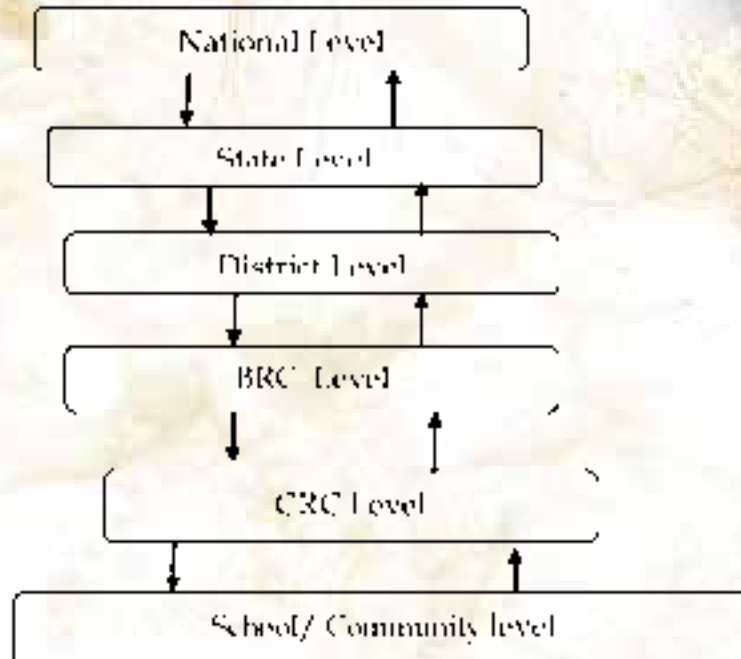 National Level
State Level
District Level
BRC Level
CRC Level
School/ Community level